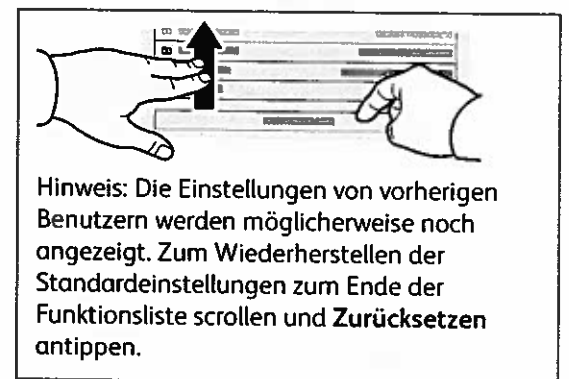 Hinweis: Die Einstellungen von vorherigen
Benutzern werden möglicherweise noch
angezeigt. Zum Wiederherstellen der
Standardeinstellungen zum Ende der
Funktionsliste scrollen und Zurücksetzen
antippen.